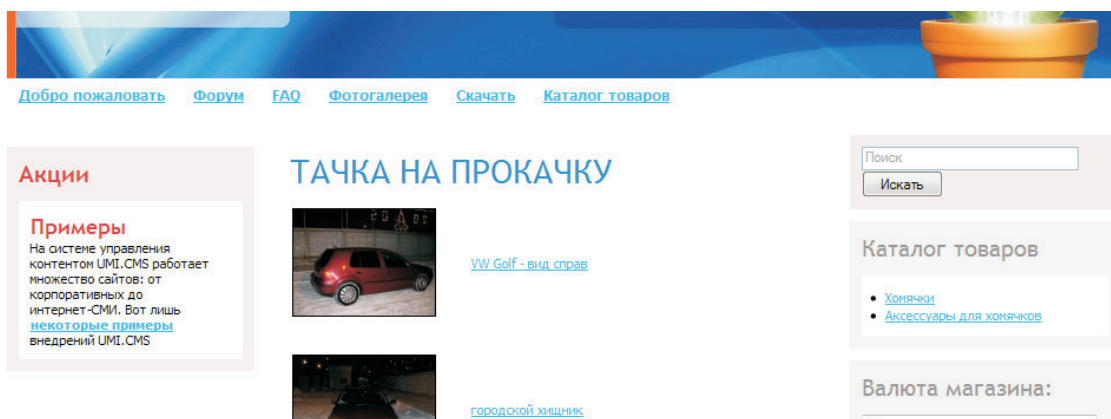 Добро пожаловать Форум FAQ Фотогалерея Скачать Каталог товаров
Акции
Примеры
На системе управления
контентом UMI.CMS работает
множество сайтов: от
корпоративных до
интернет-СМИ. Вот лишь
некоторые примеры
внедрений UMI.CMS
ТАЧКА НА ПРОКАЧКУ
VW Golf - вид справ
городской хищник
Поиск
Искать
Каталог товаров
Хомячки
Аксессуары для хомячков
Валюта магазина: